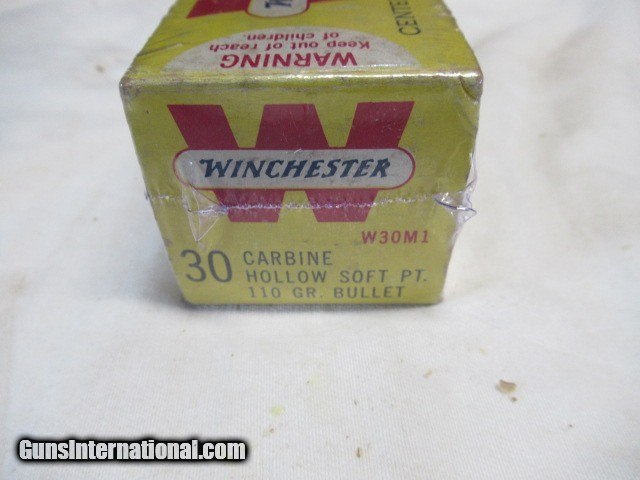 CENTE
WARNING
Keep out of reach
of children.
WINCHESTER
W30M1
30 CARBINE
HOLLOW SOFT PT.
110 GR. BULLET
GunsInternational.com